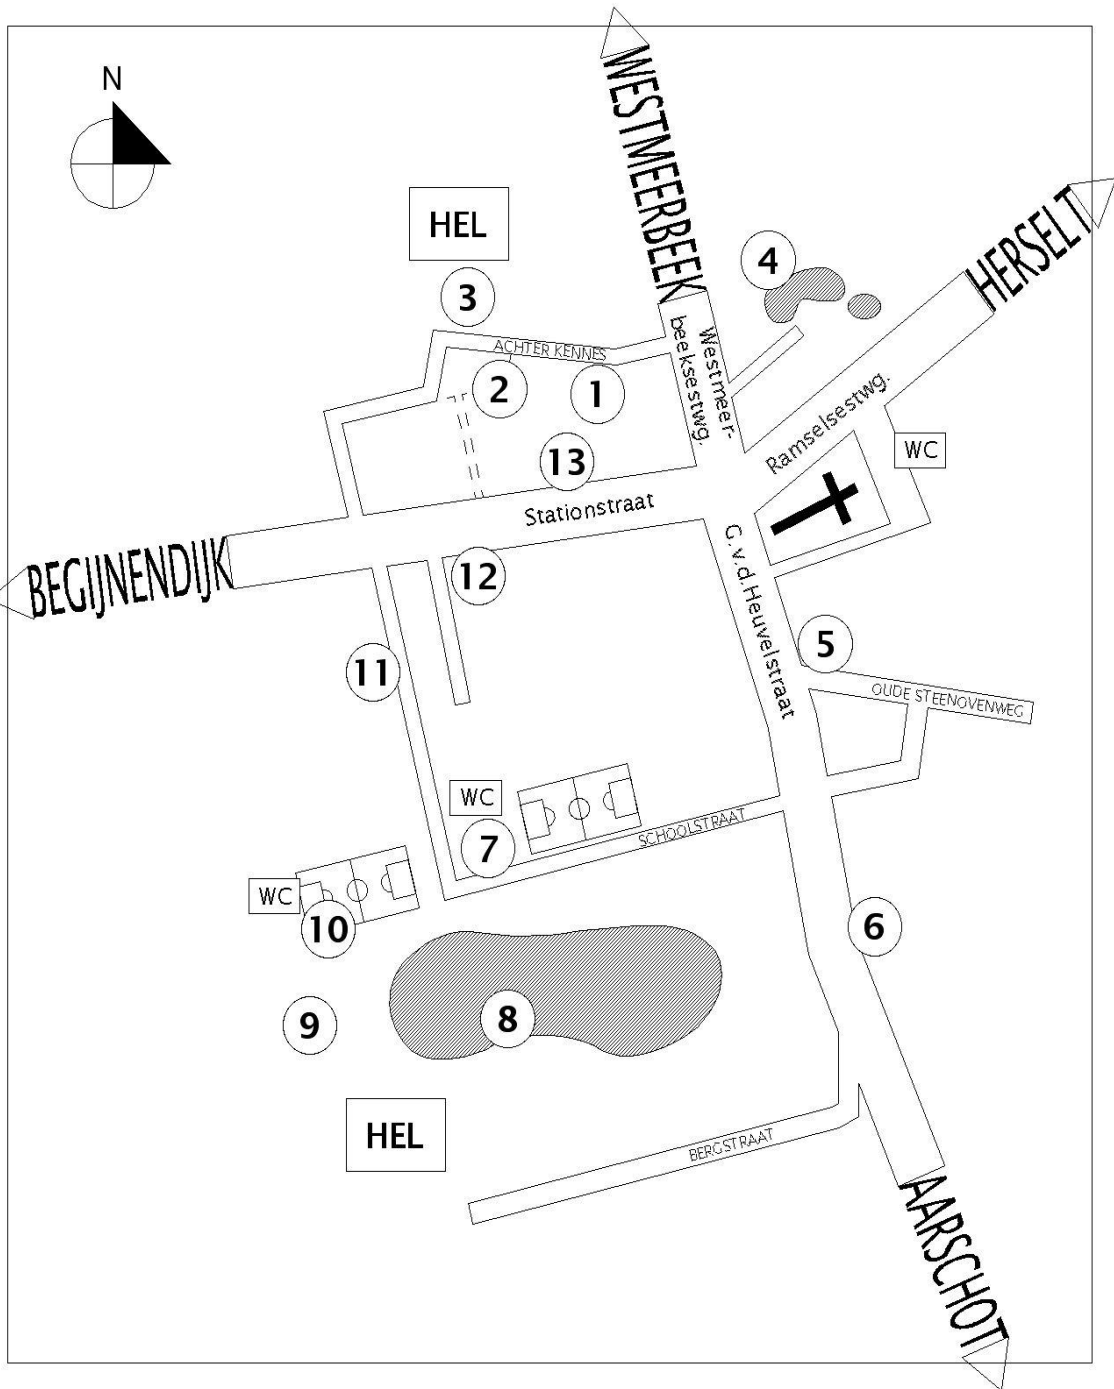 N
WESTMEERBEEK
HERSELT
HEL
3
4
ACHTER KENNES
Westmeer-
beeksestwg.
2
1
Ramselsestwg.
WC
13
Stationstraat
BEGIJNENDIJK
12
G.v.d.Heuvelstraat
5
11
OUDE STEENOVENWEG
WC
7
SCHOOLSTRAAT
WC
10
6
9
8
HEL
BERGSTRAAT
AARSCHOT